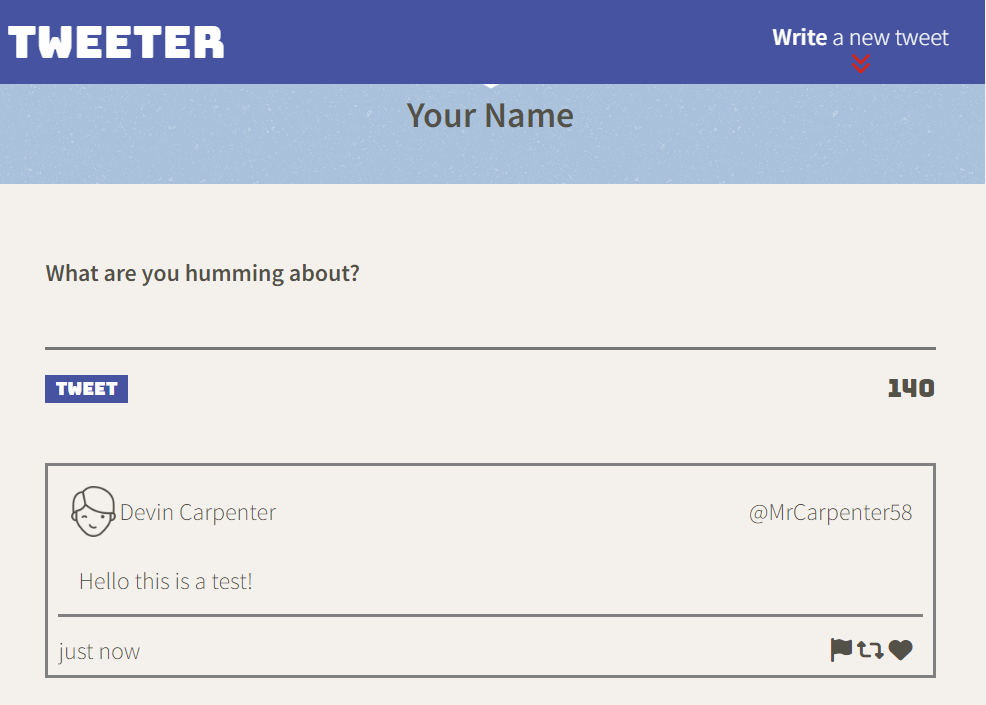 TWEETER
Write a new tweet
Your Name
What are you humming about?
TWEET
140
Devin Carpenter
@MrCarpenter58
Hello this is a test!
just now